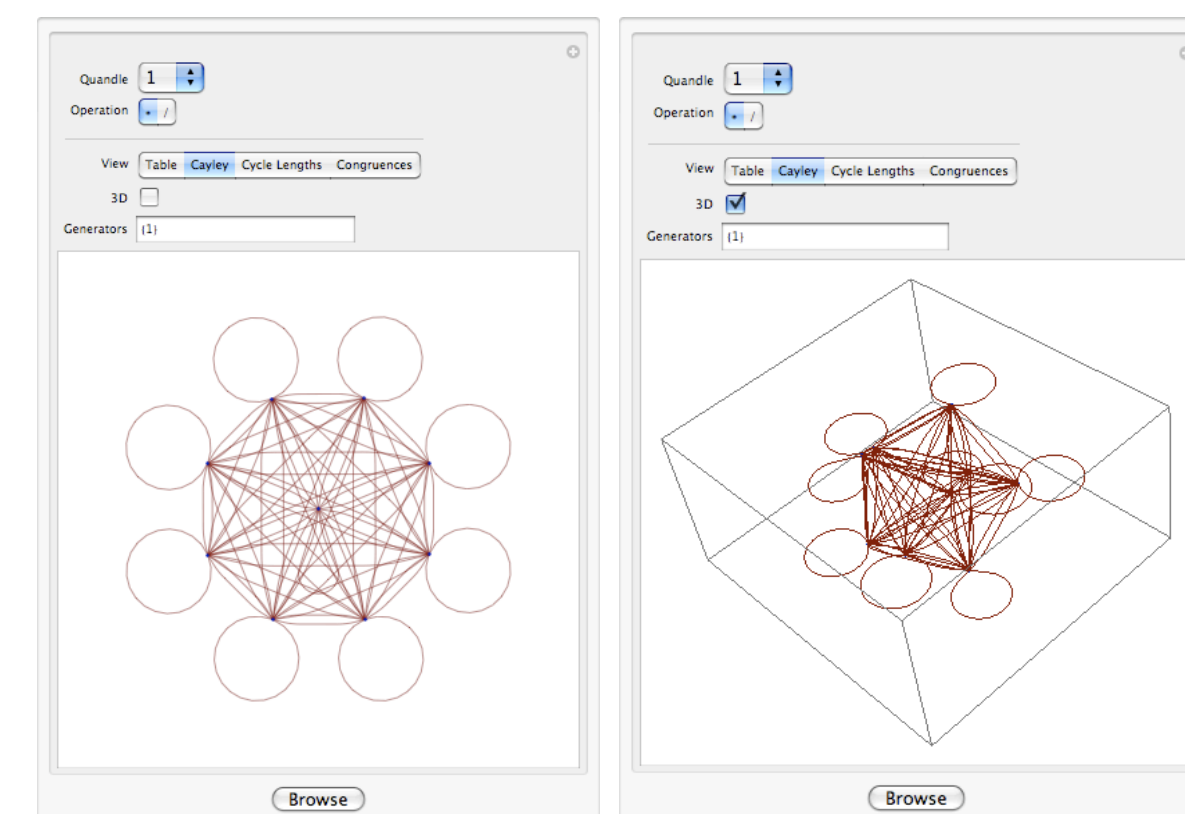 Quandle 1
Operation * /
View Table Cayley Cycle Lengths Congruences
3D
Generators {1}
Browse
Quandle 1
Operation * /
View Table Cayley Cycle Lengths Congruences
3D
Generators {1}
Browse